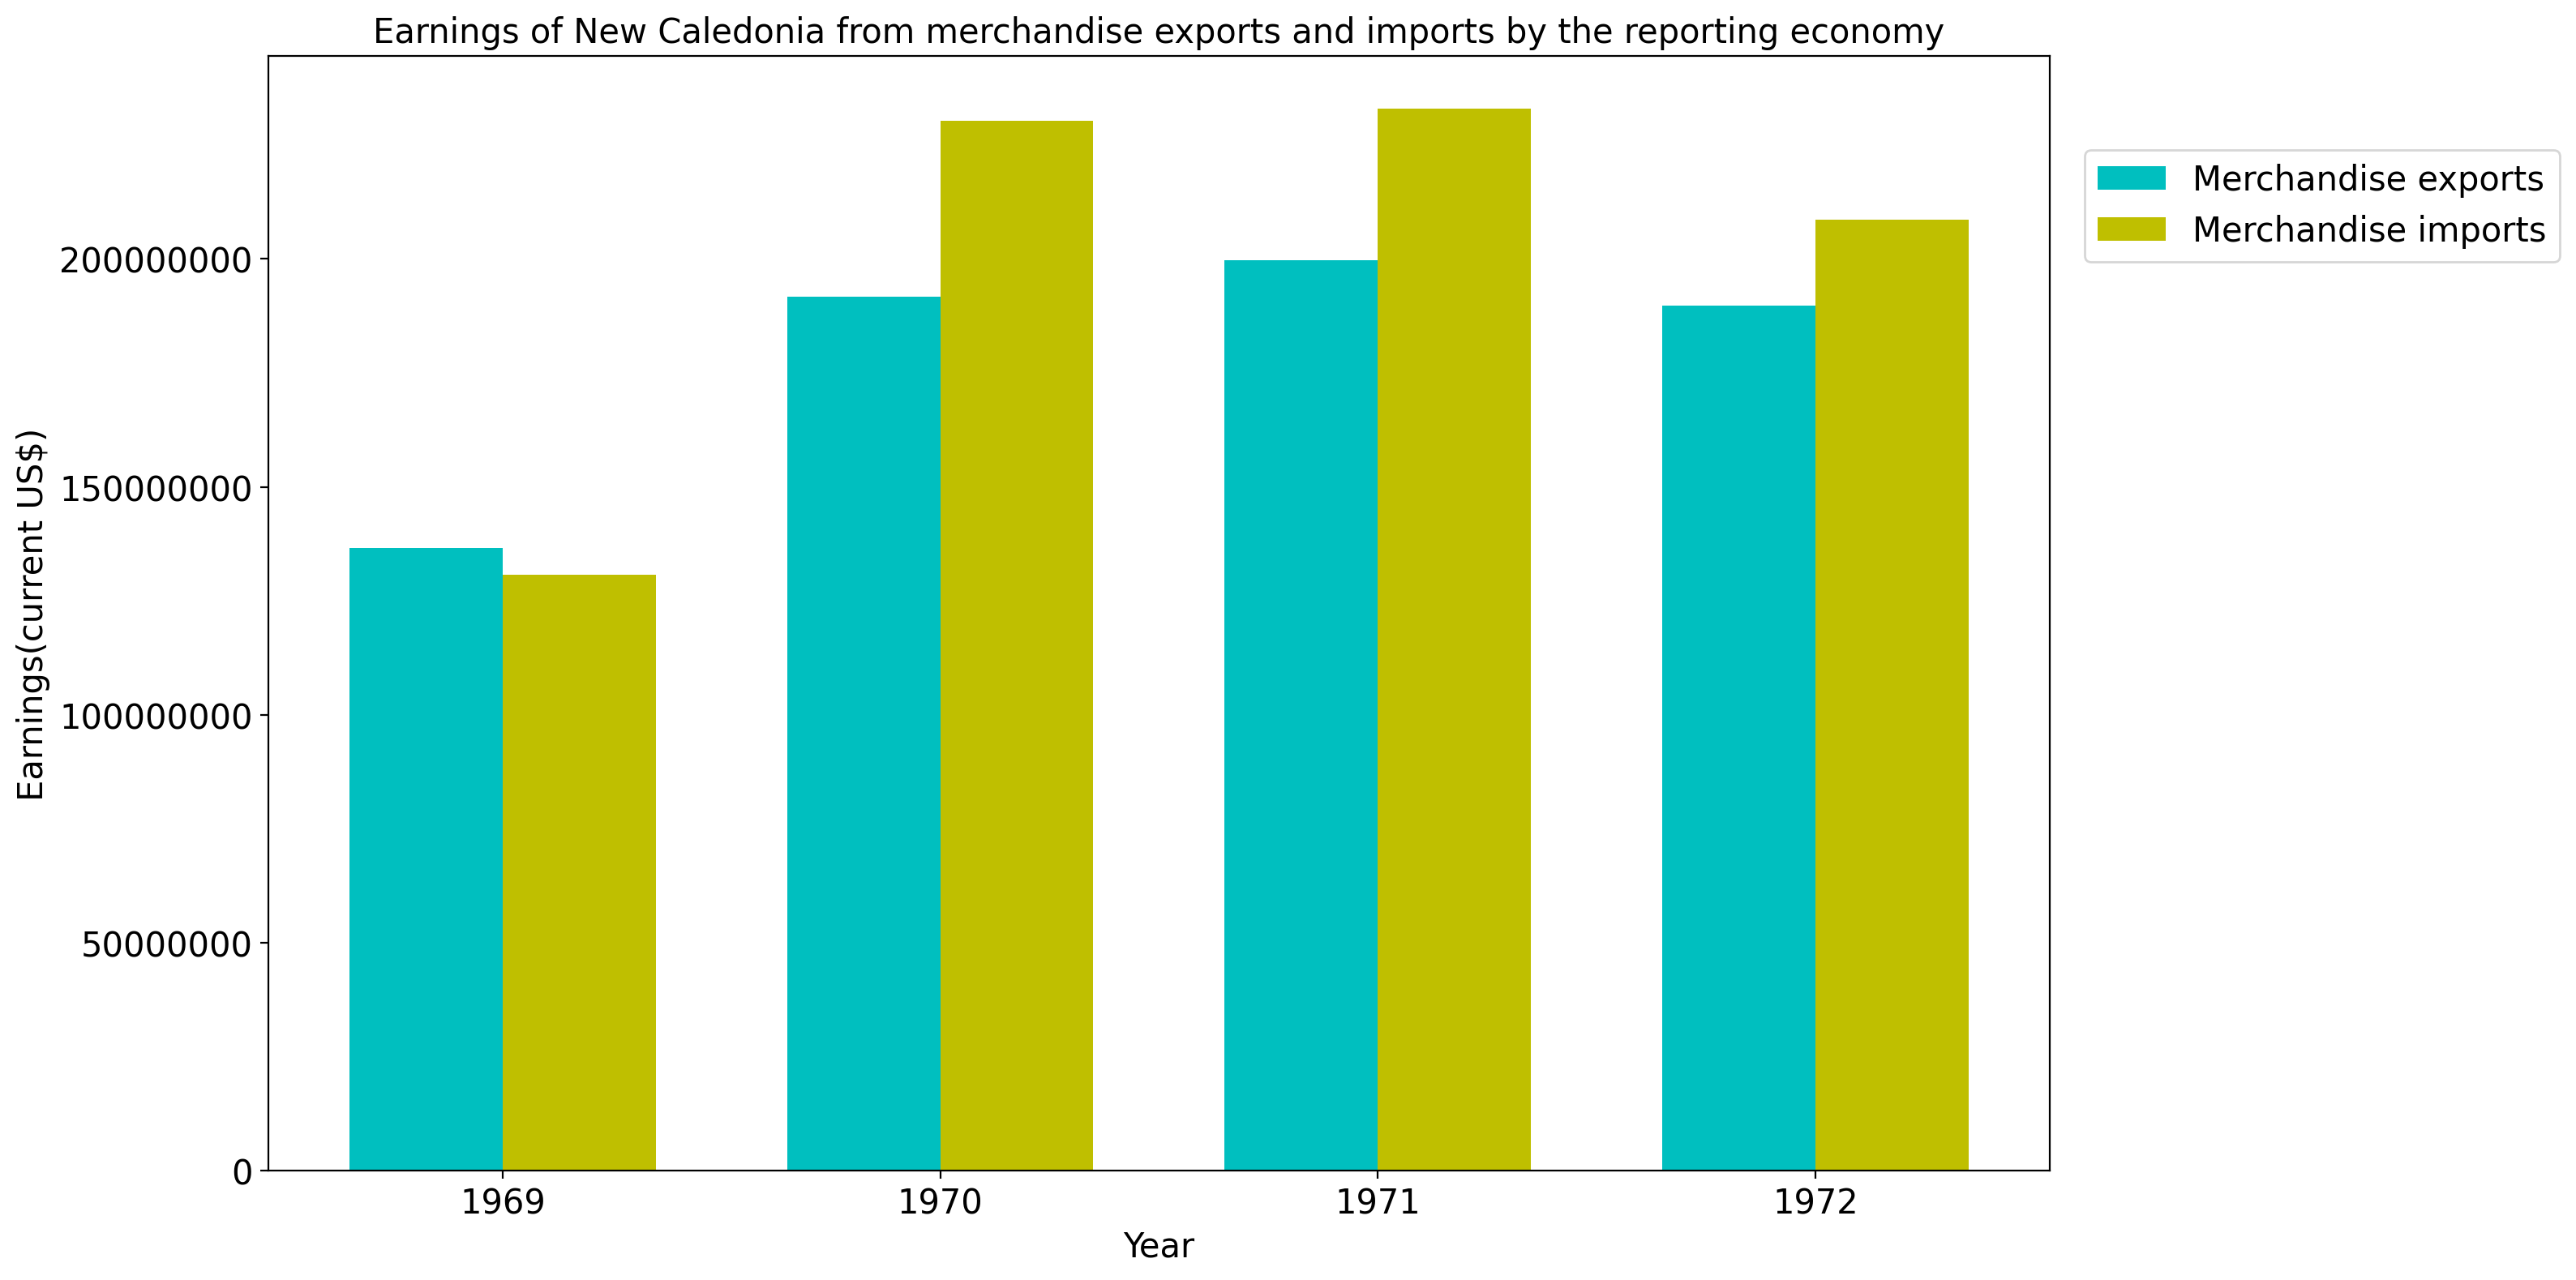 Earnings of New Caledonia from merchandise exports and imports by the reporting economy
Merchandise exports
Merchandise imports
Earnings(current US$)
200000000
150000000
100000000
50000000
0
1969 1970 1971 1972
Year